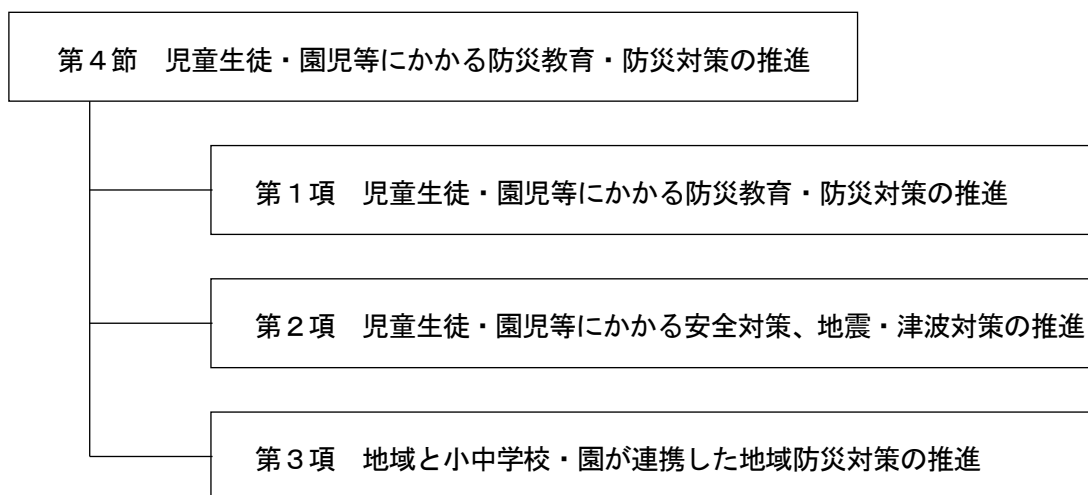 第４節　児童生徒・園児等にかかる防災教育・防災対策の推進
第１項　児童生徒・園児等にかかる防災教育・防災対策の推進
第２項　児童生徒・園児等にかかる安全対策、地震・津波対策の推進
第３項　地域と小中学校・園が連携した地域防災対策の推進